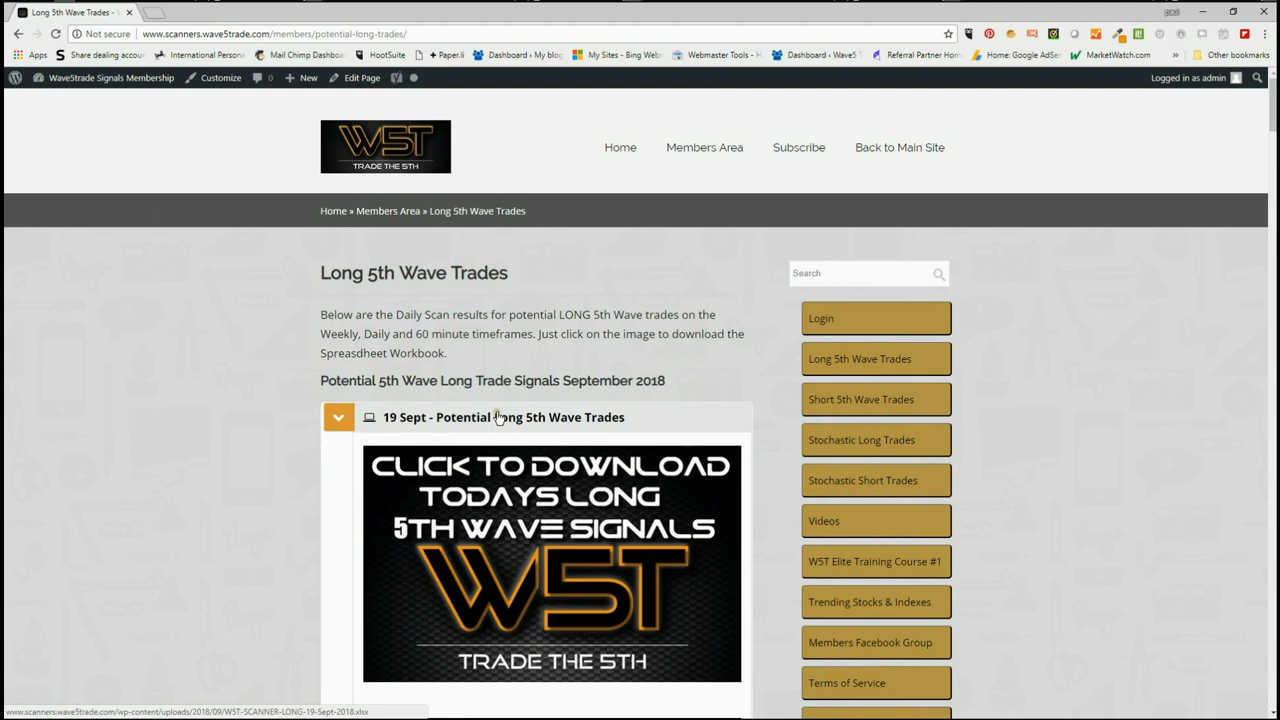 Long 5th Wave Trades -
pixel
Not secure
www.scanners.wave5trade.com/members/potential-long-trades/
Apps
Share dealing accoun
International Persona
Mail Chimp Dashboa
HootSuite
+ Paper.li
Dashboard ‹ My blog
My Sites - Bing Webm
Webmaster Tools - H
Dashboard ‹ Wave5 T
Referral Partner Hom
Home: Google AdSen
MarketWatch.com
»
Other bookmarks
Wave5trade Signals Membership
Customize
0
New
Edit Page
Logged in as admin
W5T
TRADE THE 5TH
Home
Members Area
Subscribe
Back to Main Site
Home » Members Area » Long 5th Wave Trades
Long 5th Wave Trades
Below are the Daily Scan results for potential LONG 5th Wave trades on the
Weekly, Daily and 60 minute timeframes. Just click on the image to download the
Spreasdheet Workbook.
Potential 5th Wave Long Trade Signals September 2018
19 Sept - Potential Long 5th Wave Trades
CLICK TO DOWNLOAD
TODAYS LONG
5TH WAVE SIGNALS
W5T
TRADE THE 5TH
Search
Login
Long 5th Wave Trades
Short 5th Wave Trades
Stochastic Long Trades
Stochastic Short Trades
Videos
W5T Elite Training Course #1
Trending Stocks & Indexes
Members Facebook Group
Terms of Service
www.scanners.wave5trade.com/wp-content/uploads/2018/09/W5T-SCANNER-LONG-19-Sept-2018.xlsx